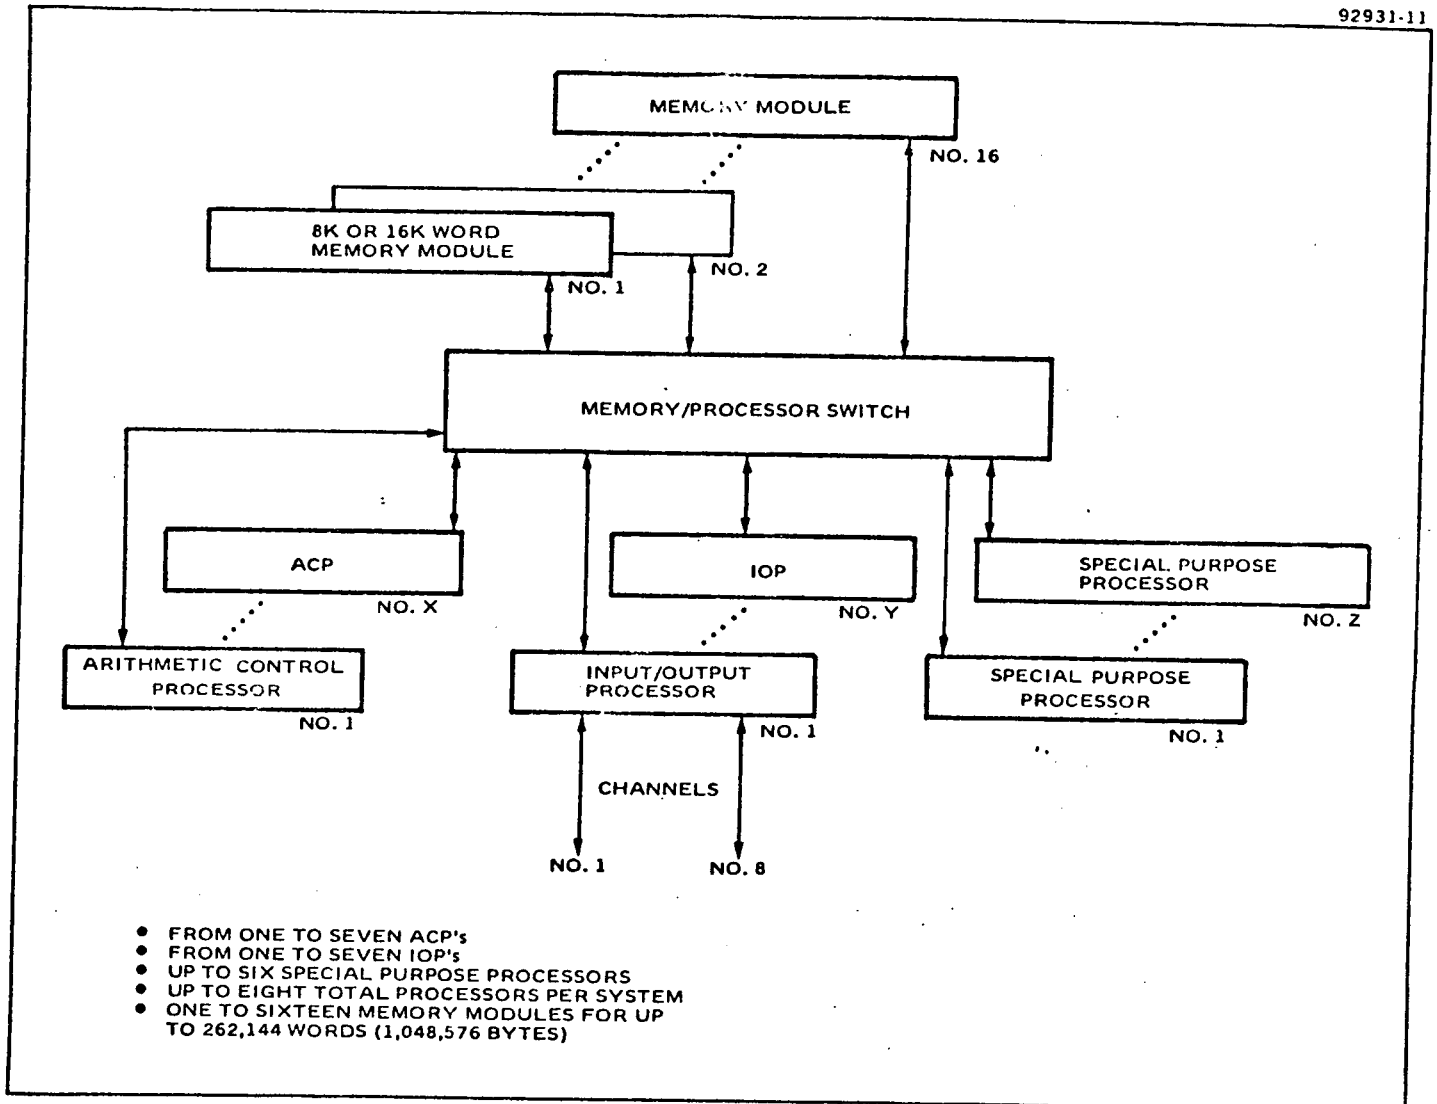 92931-11
MEMORY MODULE
NO. 16
8K OR 16K WORD
MEMORY MODULE
NO. 2
NO. 1
MEMORY/PROCESSOR SWITCH
ACP
NO. X
IOP
NO. Y
SPECIAL PURPOSE
PROCESSOR
NO. Z
ARITHMETIC CONTROL
PROCESSOR
NO. 1
INPUT/OUTPUT
PROCESSOR
NO. 1
SPECIAL PURPOSE
PROCESSOR
NO. 1
CHANNELS
NO. 1
NO. 8
• FROM ONE TO SEVEN ACP's
• FROM ONE TO SEVEN IOP's
• UP TO SIX SPECIAL PURPOSE PROCESSORS
• UP TO EIGHT TOTAL PROCESSORS PER SYSTEM
• ONE TO SIXTEEN MEMORY MODULES FOR UP
TO 262,144 WORDS (1,048,576 BYTES)